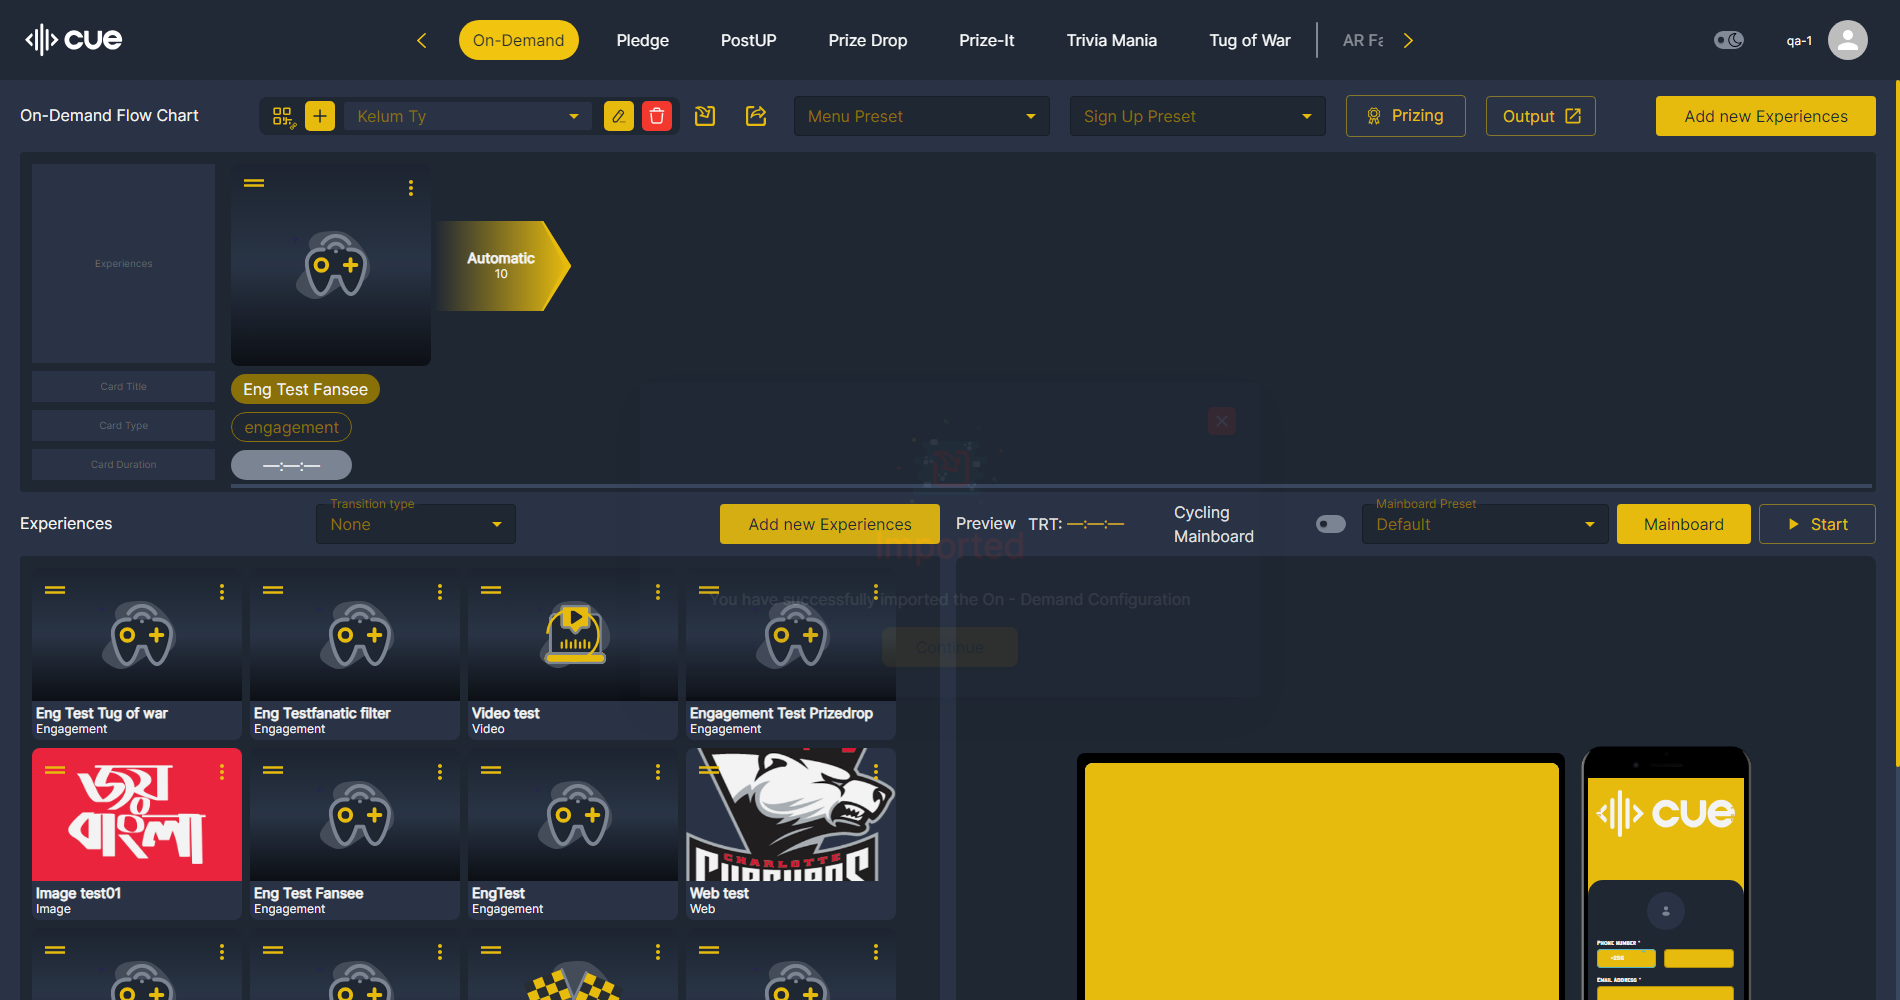 cue
On-Demand
Pledge
PostUP
Prize Drop
Prize-It
Trivia Mania
Tug of War
AR Fa
qa-1
On-Demand Flow Chart
Kelum Ty
Menu Preset
Sign Up Preset
Prizing
Output
Add new Experiences
Experiences
Automatic
10
Card Title
Eng Test Fansee
Card Type
engagement
Card Duration
—:—:—
Experiences
Transition type
None
Add new Experiences
Preview
TRT: —:—:—
Cycling
Mainboard
Mainboard Preset
Default
Mainboard
Start
Imported
You have successfully imported the On - Demand Configuration
Continue
Eng Test Tug of war
Engagement
Eng Testfanatic filter
Engagement
Video test
Video
Engagement Test Prizedrop
Engagement
জয়
বাংলা
CHARLOTTE
Image test01
Image
Eng Test Fansee
Engagement
EngTest
Engagement
Web test
Web
cue
PHONE NUMBER *
EMAIL ADDRESS *